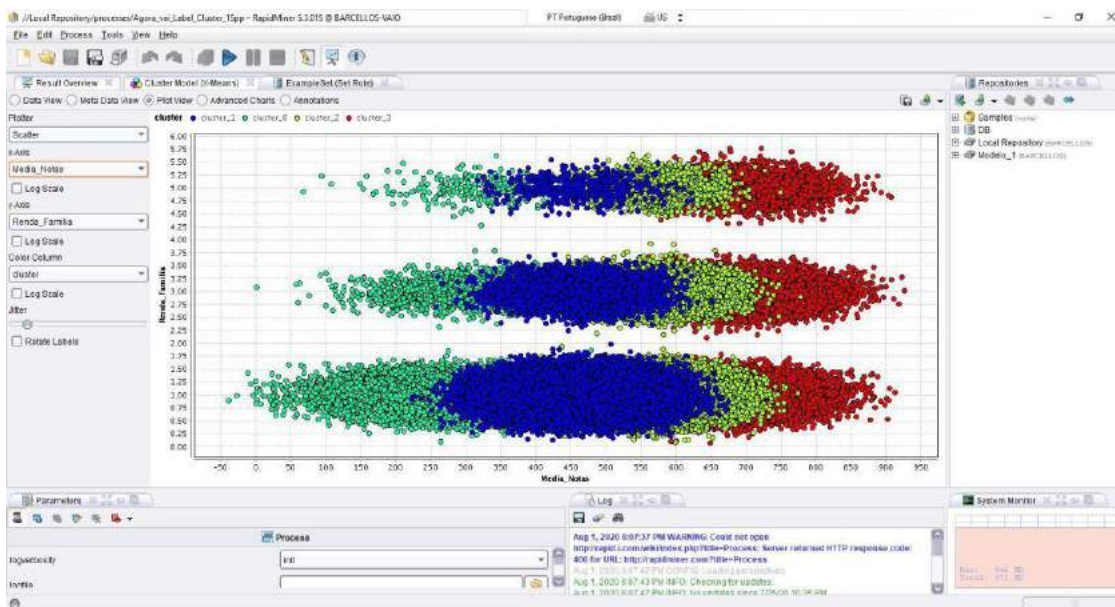 //Local Repository/processes/Agora_vai_Label_Cluster_15pp - RapidMiner 5.3.015 @ BARCELLOS-VAIO
PT Portuguese (Brazil) US
File Edit Process Tools View Help
Result Overview Cluster Model (X-Means) ExampleSet (Set Role)
Data View Meta Data View Plot View Advanced Charts Annotations
Plotter
Scatter
x-Axis
Media_Notas
Log Scale
y-Axis
Renda_Familia
Log Scale
Color Column
cluster
Log Scale
Jitter
Rotate Labels
cluster cluster_1 cluster_0 cluster_2 cluster_3
6.00
5.75
5.50
5.25
5.00
4.75
4.50
4.25
4.00
3.75
3.50
3.25
3.00
2.75
2.50
2.25
2.00
1.75
1.50
1.25
1.00
0.75
0.50
0.25
0.00
Renda_Familia
-50 0 50 100 150 200 250 300 350 400 450 500 550 600 650 700 750 800 850 900 950
Media_Notas
Repositories
Samples (none)
DB
Local Repository (BARCELLOS)
Modelo_1 (BARCELLOS)
Parameters
Process
logverbosity
init
logfile
Log
Aug 1, 2020 6:07:37 PM WARNING: Could not open
http://rapid-i.com/wiki/index.php?title=Process: Server returned HTTP response code:
400 for URL: http://rapidminer.com?title=Process
Aug 1, 2020 6:07:43 PM INFO: Checking for updates.
System Monitor